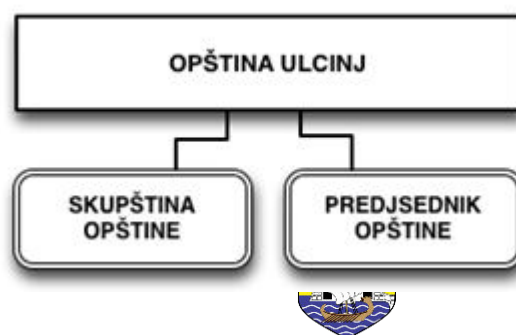 OPŠTINA ULCINJ
SKUPŠTINA
OPŠTINE
PREDJSEDNIK
OPŠTINE